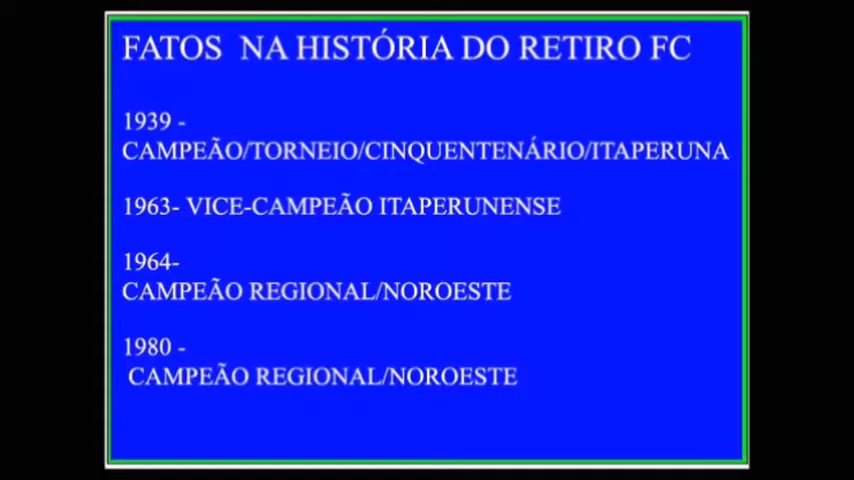 FATOS NA HISTÓRIA DO RETIRO FC
1939 -
CAMPEÃO/TORNEIO/CINQUENTENÁRIO/ITAPERUNA
1963- VICE-CAMPEÃO ITAPERUNENSE
1964-
CAMPEÃO REGIONAL/NOROESTE
1980 -
CAMPEÃO REGIONAL/NOROESTE